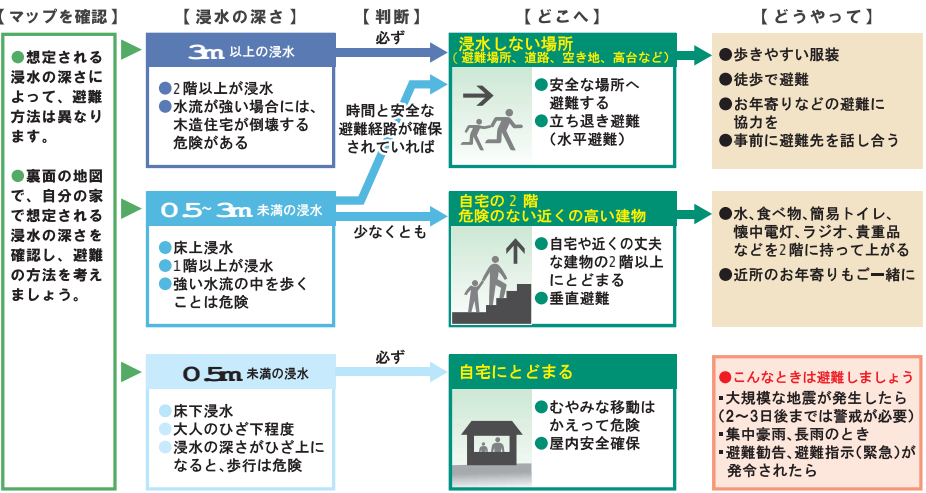 【マップを確認】
【浸水の深さ】
【判断】
【どこへ】
【どうやって】
●想定される
浸水の深さに
よって、避難
方法は異なり
ます。
●裏面の地図
で、自分の家
で想定される
浸水の深さを
確認し、避難
の方法を考え
ましょう。
3m 以上の浸水
●2階以上が浸水
●水流が強い場合には、
木造住宅が倒壊する
危険がある
必ず
時間と安全な
避難経路が確保
されていれば
浸水しない場所
(避難場所、道路、空き地、高台など)
●安全な場所へ
避難する
●立ち退き避難
(水平避難)
●歩きやすい服装
●徒歩で避難
●お年寄りなどの避難に
協力を
●事前に避難先を話し合う
0.5~3m 未満の浸水
●床上浸水
●1階以上が浸水
●強い水流の中を歩く
ことは危険
少なくとも
自宅の2階
危険のない近くの高い建物
●自宅や近くの丈夫
な建物の2階以上
にとどまる
●垂直避難
●水、食べ物、簡易トイレ、
懐中電灯、ラジオ、貴重品
などを2階に持って上がる
●近所のお年寄りもご一緒に
0.5m 未満の浸水
●床下浸水
●大人のひざ下程度
●浸水の深さがひざ上に
なると、歩行は危険
必ず
自宅にとどまる
●むやみな移動は
かえって危険
●屋内安全確保
●こんなときは避難しましょう
▪大規模な地震が発生したら
(2〜3日後までは警戒が必要)
▪集中豪雨、長雨のとき
▪避難勧告、避難指示(緊急)が
発令されたら